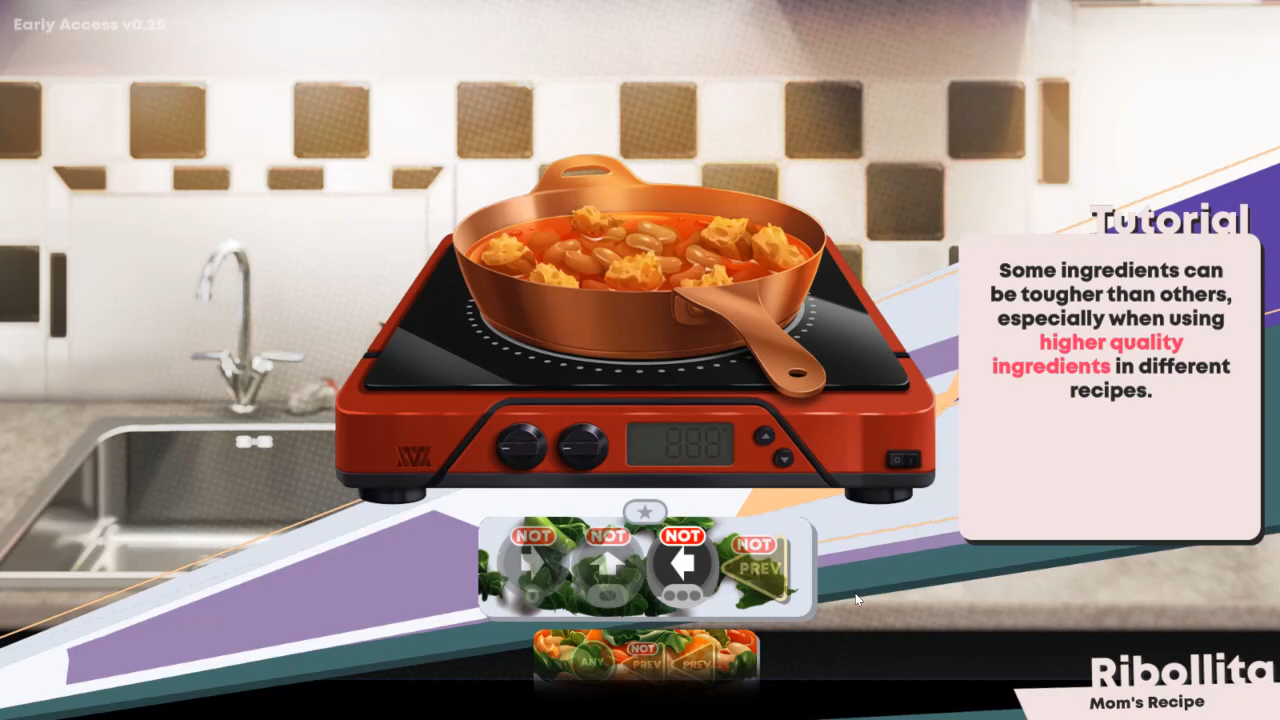 Early Access v0.25
Tutorial
Some ingredients can
be tougher than others,
especially when using
higher quality
ingredients in different
recipes.
888
NOT NOT NOT NOT
PREV
NOT
ANY PREV PREV
Ribollita
Mom's Recipe